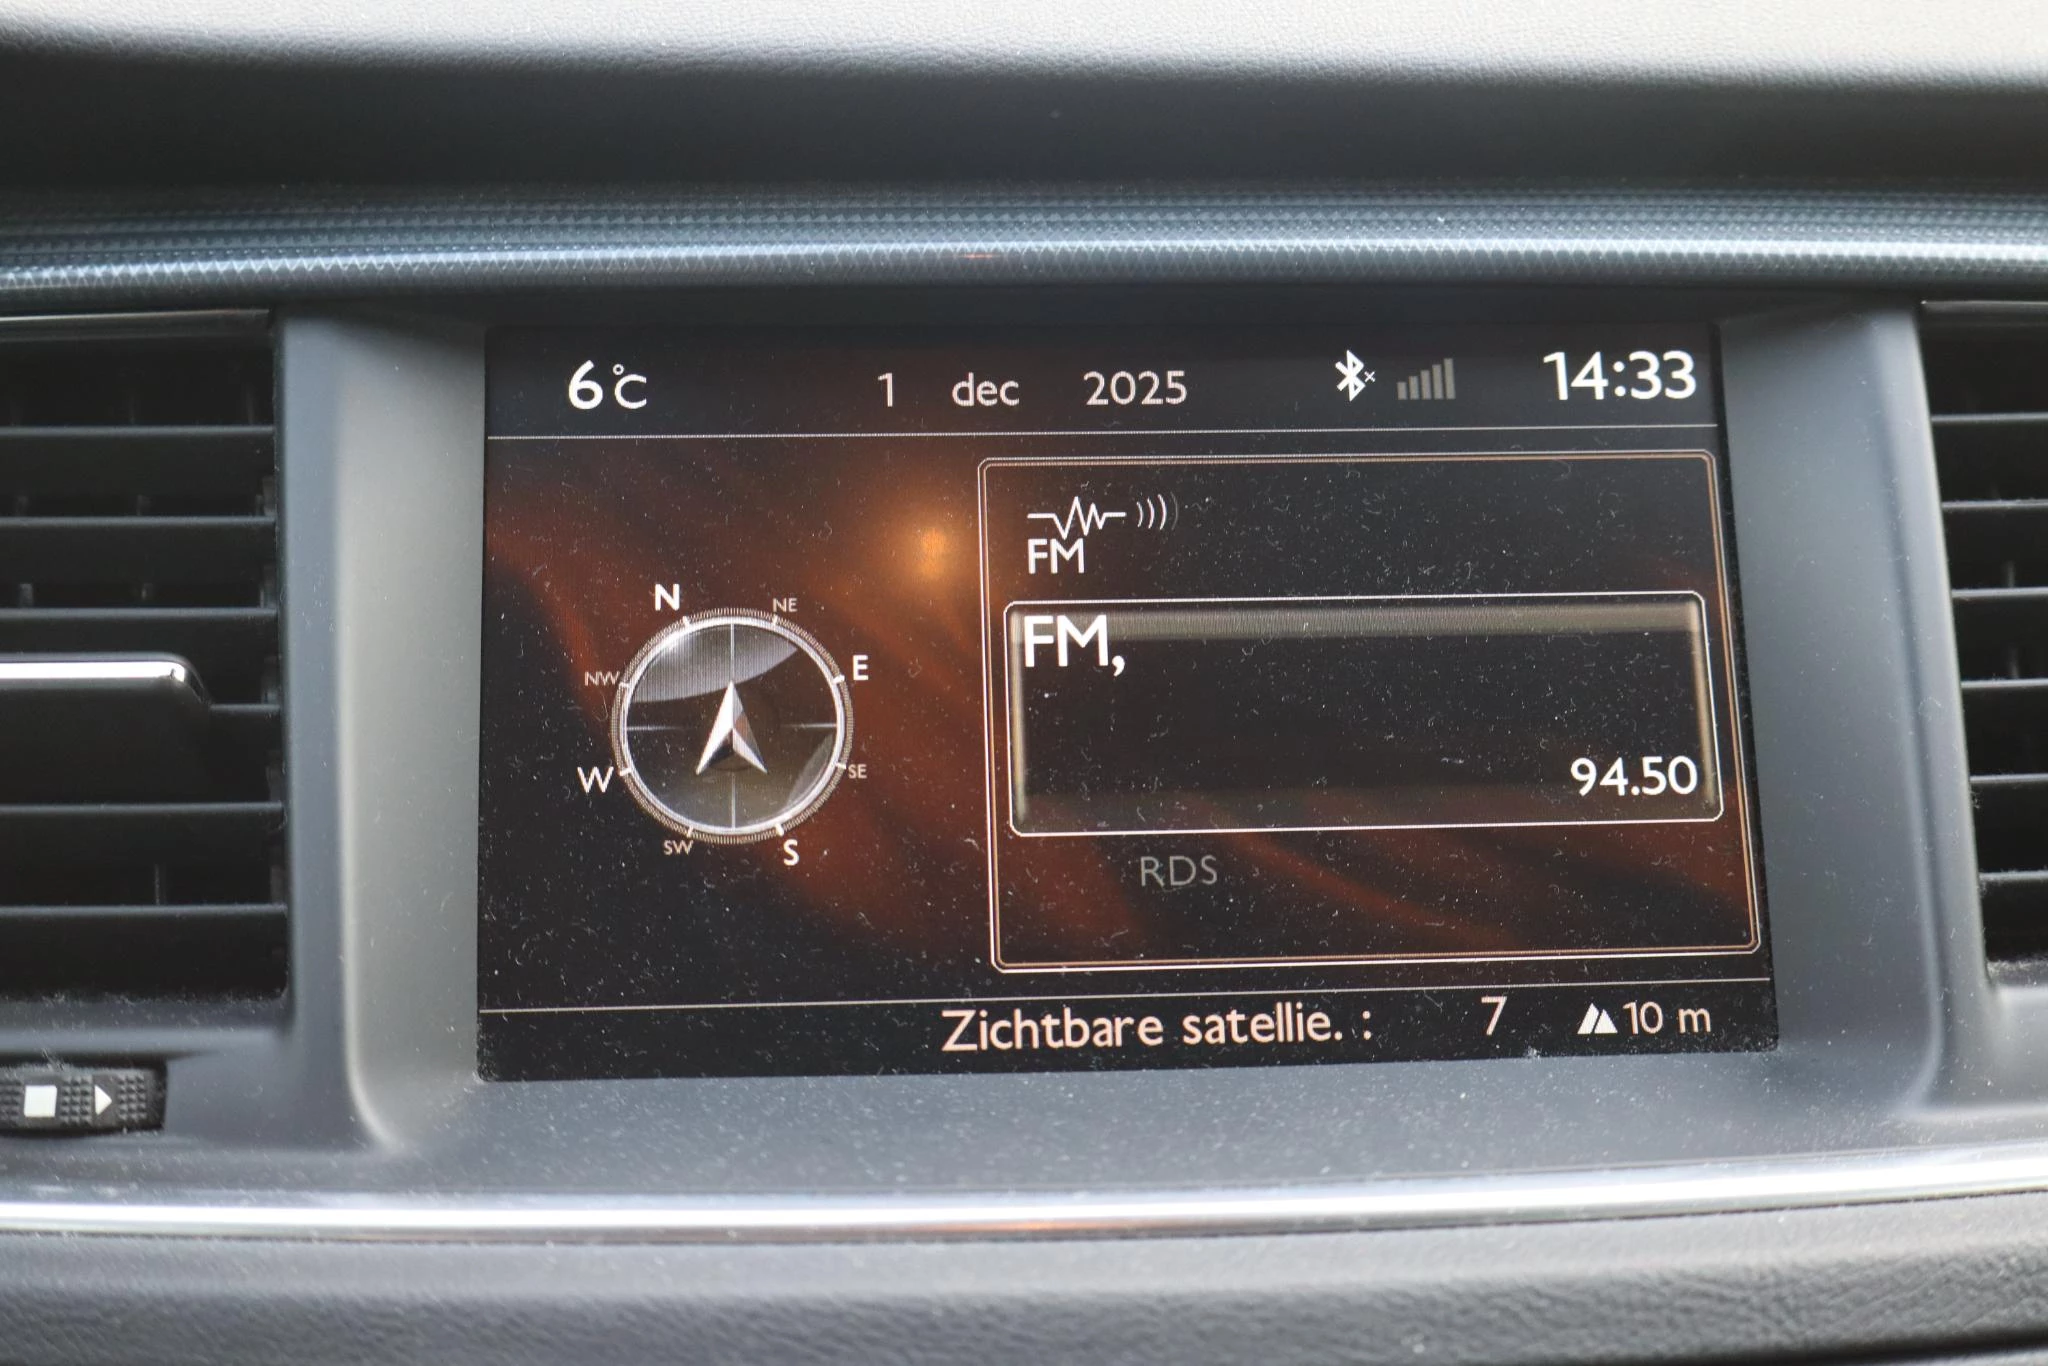 6°C 1 dec 2025 14:33
FM
FM,
94.50
RDS
N
NE
E
SE
S
SW
W
NW
Zichtbare satellie. : 7 10 m